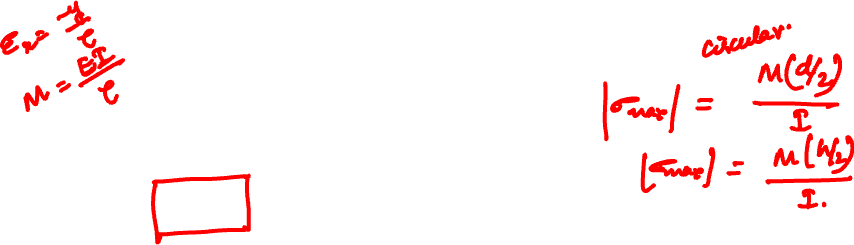 εx = y/ρ
M = EI/ρ
circular.
|σmax| = M(d/2)/I
|σmax| = M(h/2)/I.